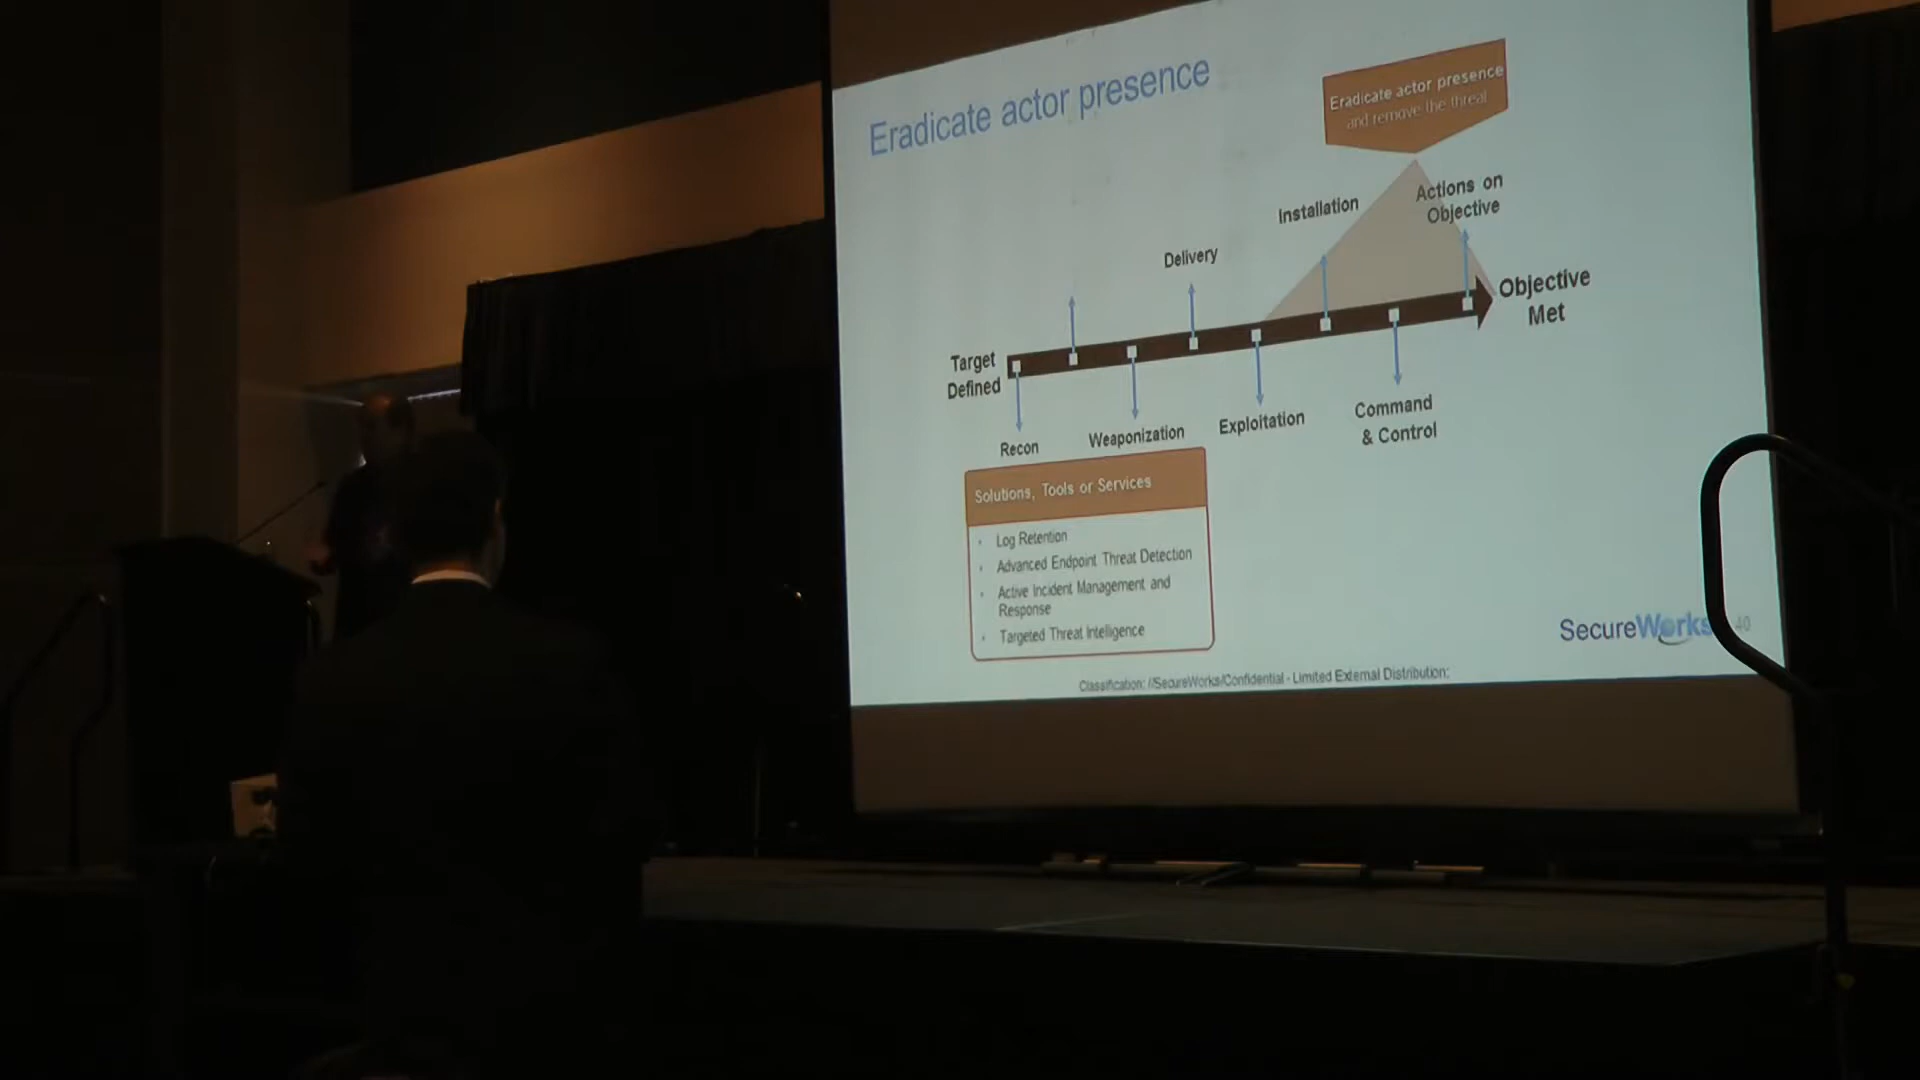 Eradicate actor presence
Eradicate actor presence
and remove the threat
Actions on
Objective
Installation
Delivery
Objective
Met
Target
Defined
Recon
Weaponization
Exploitation
Command
& Control
Solutions, Tools or Services
Log Retention
Advanced Endpoint Threat Detection
Active Incident Management and
Response
Targeted Threat Intelligence
SecureWorks
40
Classification: //SecureWorks/Confidential - Limited External Distribution: